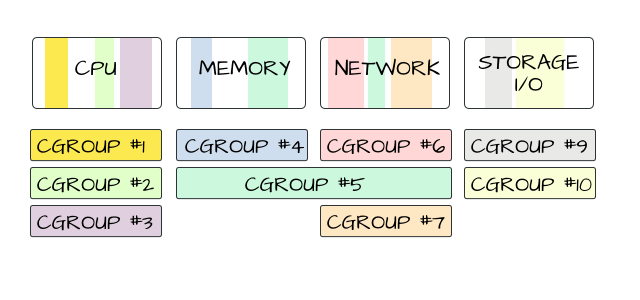 CPU
MEMORY
NETWORK
STORAGE
I/O
CGROUP #1
CGROUP #4
CGROUP #6
CGROUP #9
CGROUP #2
CGROUP #5
CGROUP #10
CGROUP #3
CGROUP #7